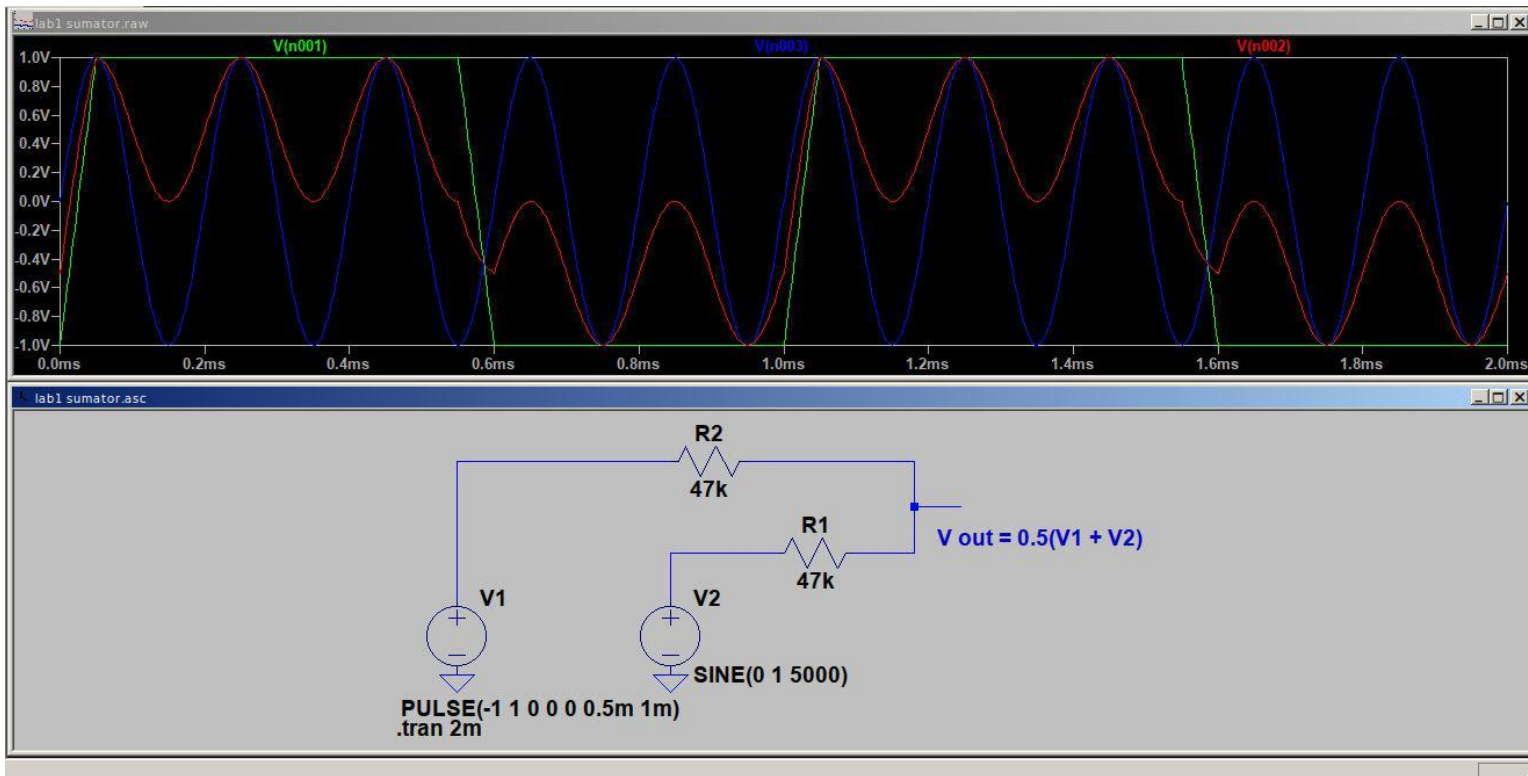 lab1 sumator.raw
V(n001) V(n003) V(n002)
1.0V
0.8V
0.6V
0.4V
0.2V
0.0V
-0.2V
-0.4V
-0.6V
-0.8V
-1.0V
0.0ms 0.2ms 0.4ms 0.6ms 0.8ms 1.0ms 1.2ms 1.4ms 1.6ms 1.8ms 2.0ms
lab1 sumator.asc
R2
47k
R1
47k
V out = 0.5(V1 + V2)
V1
V2
SINE(0 1 5000)
PULSE(-1 1 0 0 0 0.5m 1m)
.tran 2m